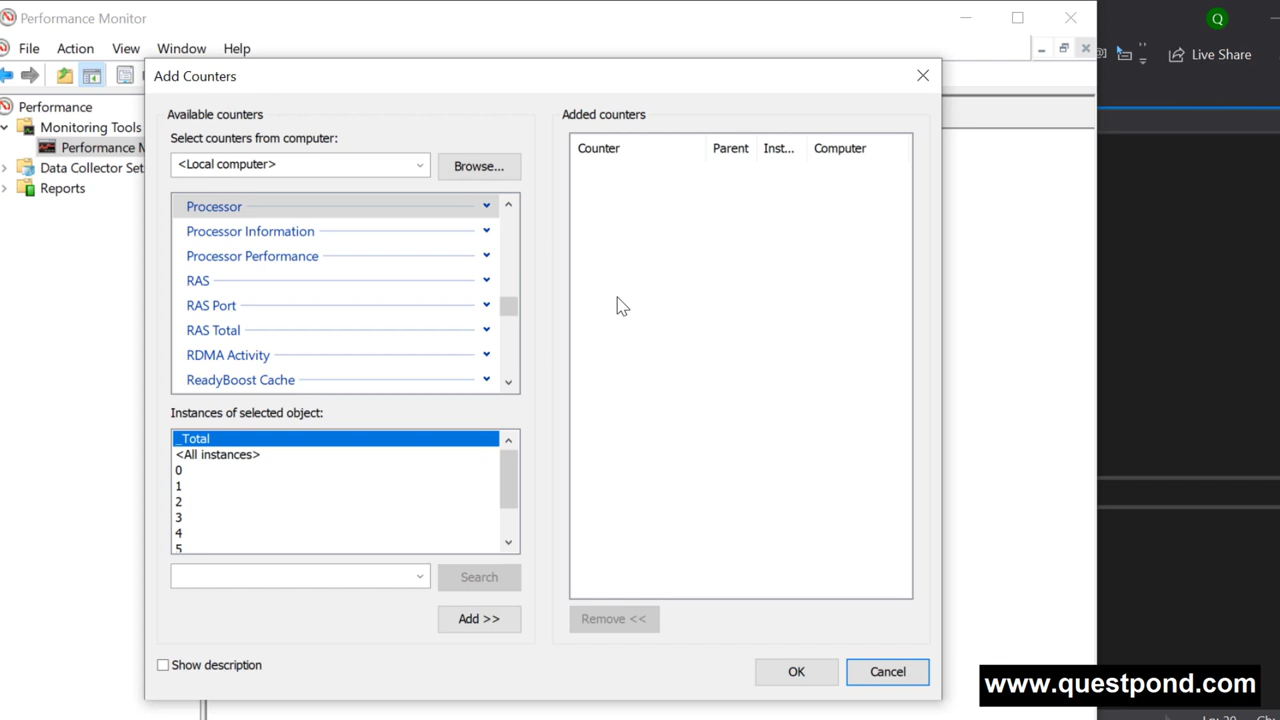 Performance Monitor
Q
File Action View Window Help
Live Share
Add Counters
Performance
Monitoring Tools
Performance M
Data Collector Set
Reports
Available counters
Select counters from computer:
<Local computer>
Browse...
Processor
Processor Information
Processor Performance
RAS
RAS Port
RAS Total
RDMA Activity
ReadyBoost Cache
Instances of selected object:
_Total
<All instances>
0
1
2
3
4
5
Search
Add >>
Show description
Added counters
Counter Parent Inst... Computer
Remove <<
OK Cancel
www.questpond.com